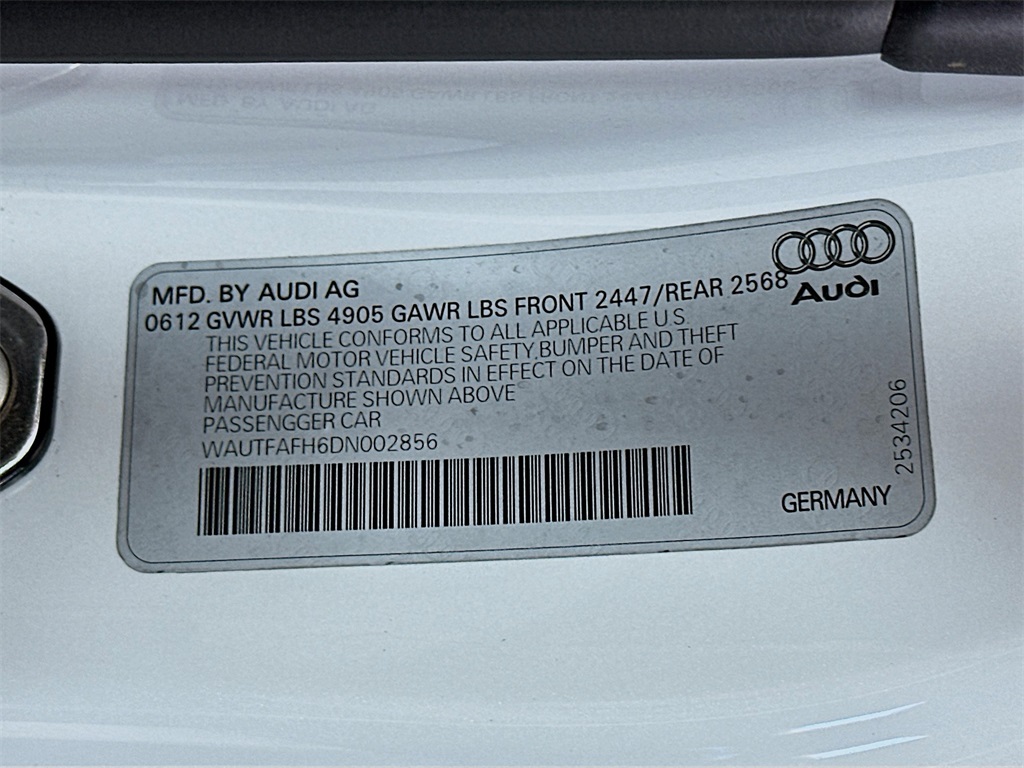 MFD. BY AUDI AG
0612 GVWR LBS 4905 GAWR LBS FRONT 2447/REAR 2568
THIS VEHICLE CONFORMS TO ALL APPLICABLE U.S.
FEDERAL MOTOR VEHICLE SAFETY,BUMPER AND THEFT
PREVENTION STANDARDS IN EFFECT ON THE DATE OF
MANUFACTURE SHOWN ABOVE
PASSENGGER CAR
WAUTFAFH6DN002856
Audi
2534206
GERMANY